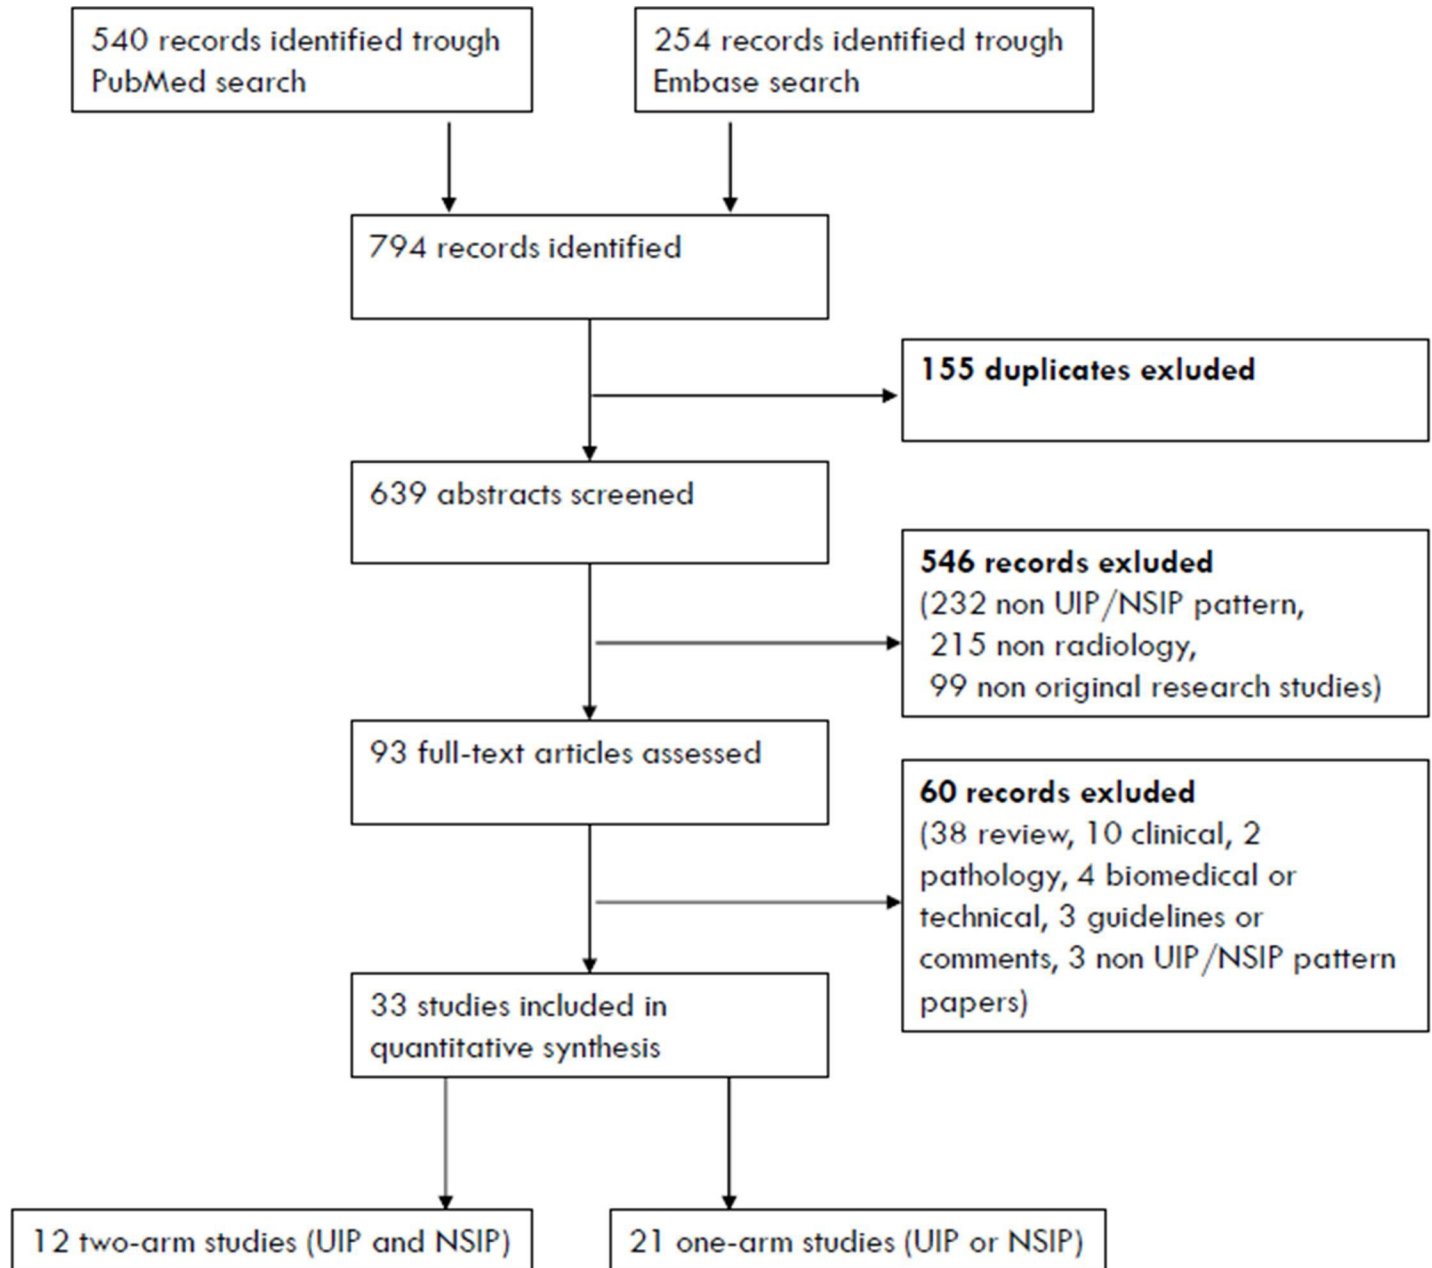 540 records identified trough
PubMed search
254 records identified trough
Embase search
794 records identified
155 duplicates exluded
639 abstracts screened
546 records exluded
(232 non UIP/NSIP pattern,
215 non radiology,
99 non original research studies)
93 full-text articles assessed
60 records exluded
(38 review, 10 clinical, 2
pathology, 4 biomedical or
technical, 3 guidelines or
comments, 3 non UIP/NSIP pattern
papers)
33 studies included in
quantitative synthesis
12 two-arm studies (UIP and NSIP)
21 one-arm studies (UIP or NSIP)